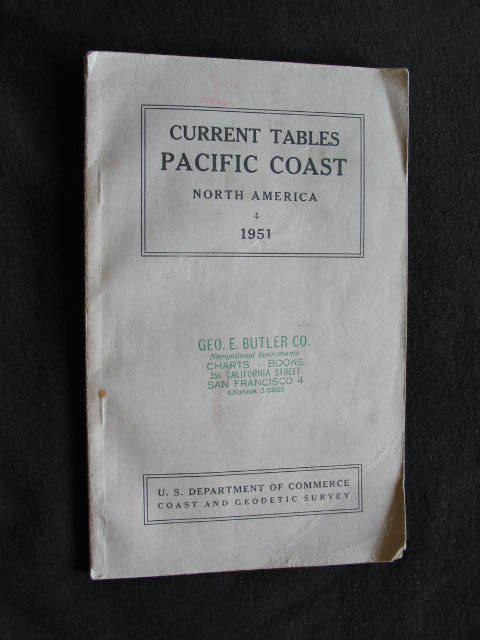 CURRENT TABLES
PACIFIC COAST
NORTH AMERICA
1951
GEO. E. BUTLER CO.
Navigational Instruments
CHARTS - BOOKS
356 CALIFORNIA STREET
SAN FRANCISCO 4
EXbrook
U. S. DEPARTMENT OF COMMERCE
COAST AND GEODETIC SURVEY